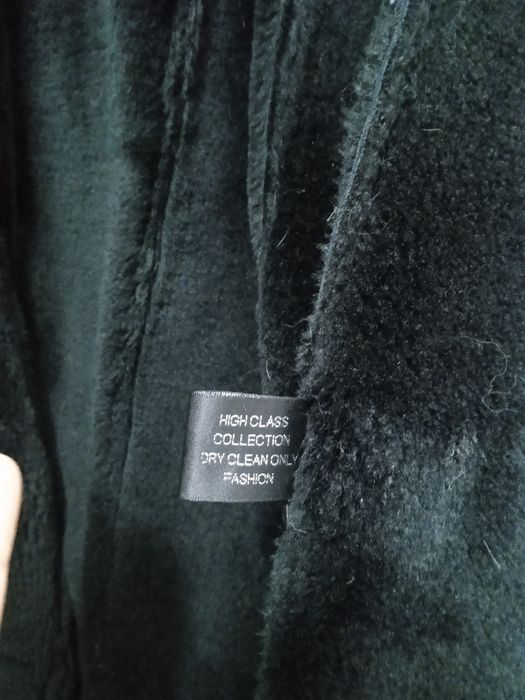 HIGH CLASS
COLLECTION
DRY CLEAN ONLY
FASHION